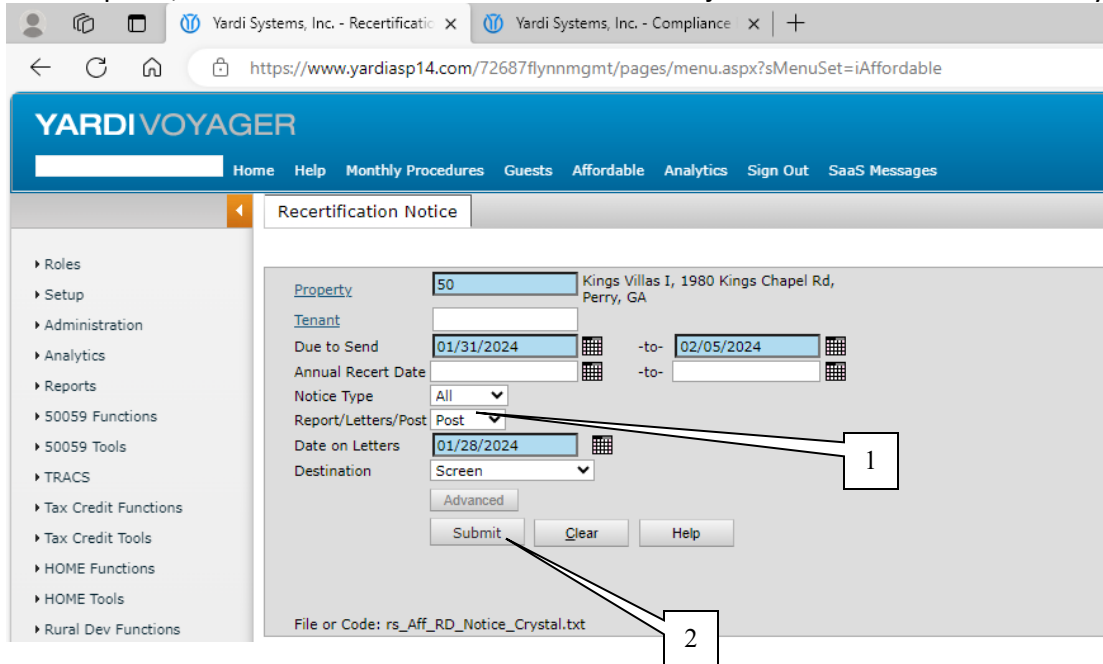 Yardi Systems, Inc. - Recertificatic
Yardi Systems, Inc. - Compliance
https://www.yardiasp14.com/72687flynnmgmt/pages/menu.aspx?sMenuSet=iAffordable
YARDI VOYAGER
Home Help Monthly Procedures Guests Affordable Analytics Sign Out SaaS Messages
Recertification Notice
Roles
Setup
Administration
Analytics
Reports
50059 Functions
50059 Tools
TRACS
Tax Credit Functions
Tax Credit Tools
HOME Functions
HOME Tools
Rural Dev Functions
Property 50 Kings Villas I, 1980 Kings Chapel Rd,
Perry, GA
Tenant
Due to Send 01/31/2024 -to- 02/05/2024
Annual Recert Date -to-
Notice Type All
Report/Letters/Post Post
Date on Letters 01/28/2024
Destination Screen
Advanced
Submit Clear Help
File or Code: rs_Aff_RD_Notice_Crystal.txt
1
2